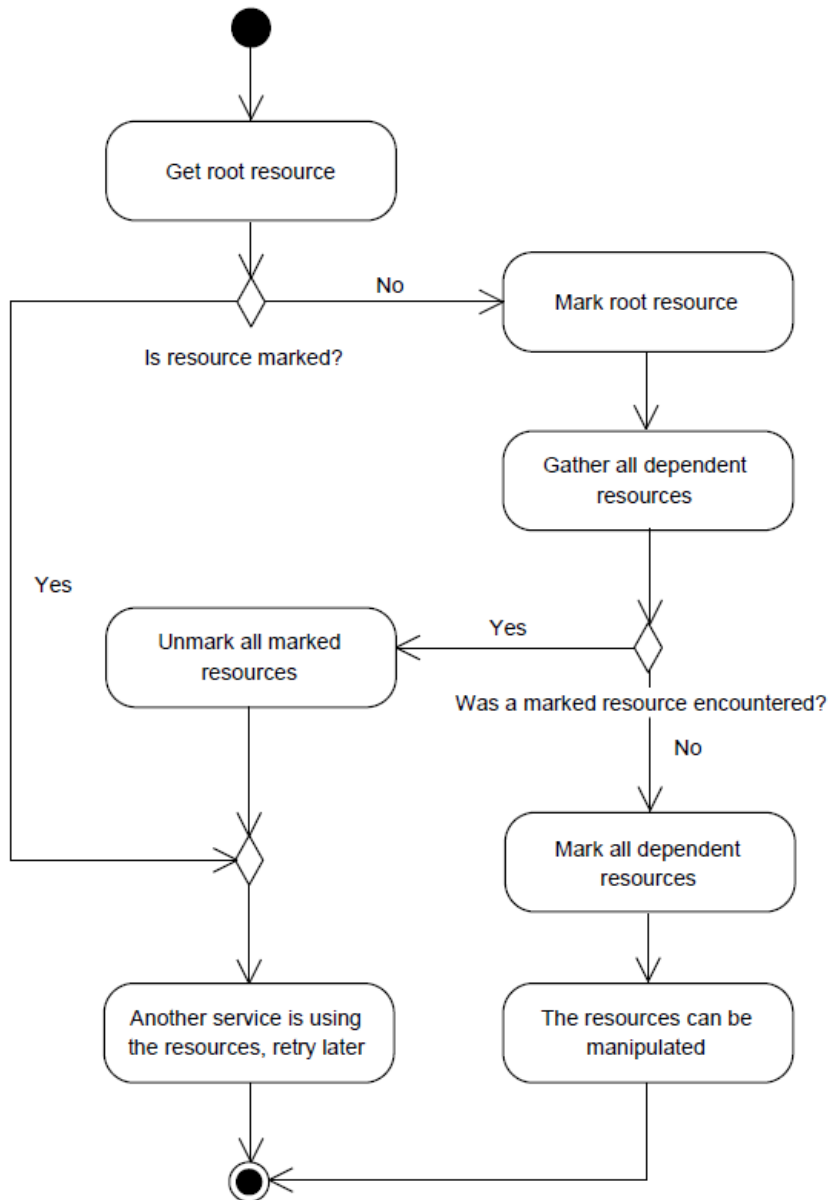 Get root resource
No
Mark root resource
Is resource marked?
Gather all dependent
resources
Yes
Unmark all marked
resources
Yes
Was a marked resource encountered?
No
Mark all dependent
resources
Another service is using
the resources, retry later
The resources can be
manipulated